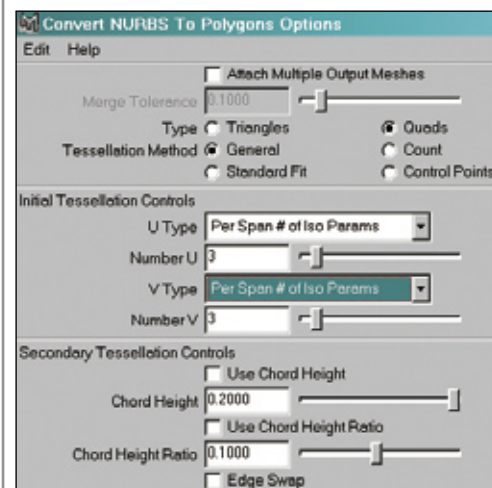 Convert NURBS To Polygons Options
Edit Help
Attach Multiple Output Meshes
Merge Tolerance 0.1000
Type Triangles Quads
Tessellation Method General Count
Standard Fit Control Points
Initial Tessellation Controls
U Type Per Span # of Iso Params
Number U 3
V Type Per Span # of Iso Params
Number V 3
Secondary Tessellation Controls
Use Chord Height
Chord Height 0.2000
Use Chord Height Ratio
Chord Height Ratio 0.1000
Edge Swap